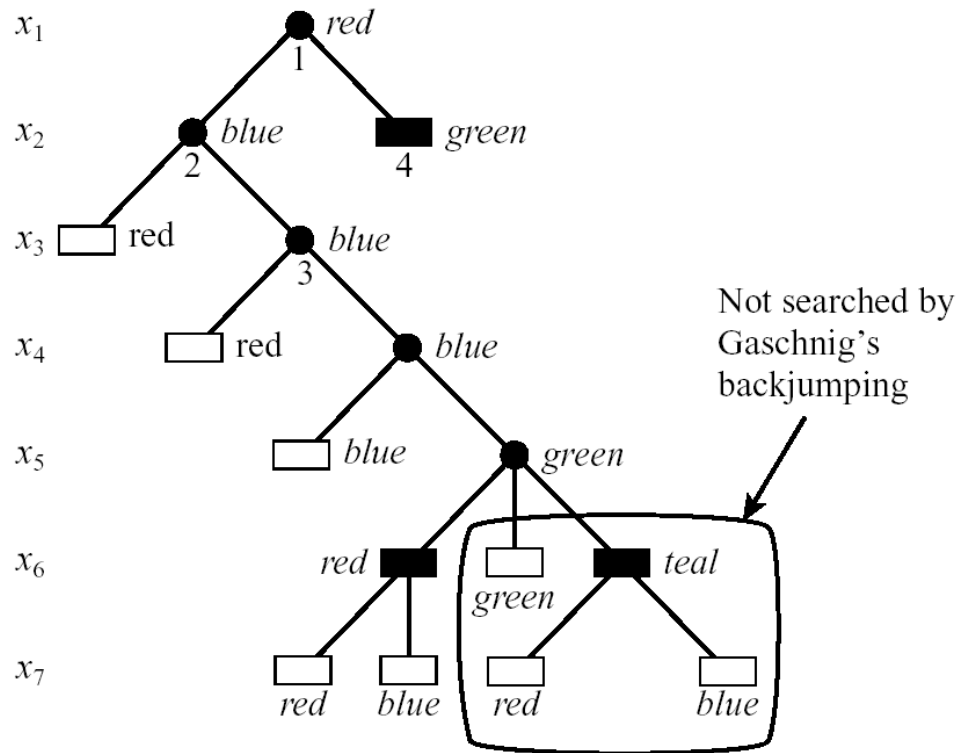 x₁ red
1
x₂ blue green
2 4
x₃ red blue
3
Not searched by
Gaschnig's
backjumping
x₄ red blue
x₅ blue green
x₆ red green teal
x₇ red blue red blue